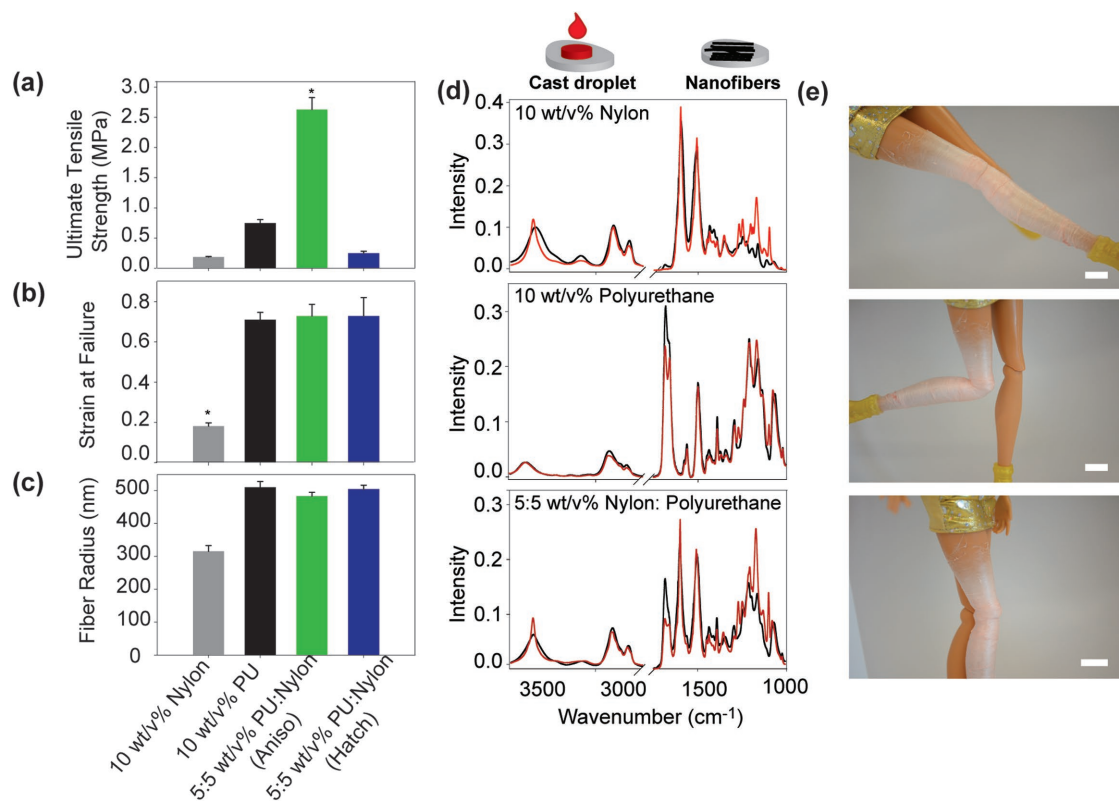 (a)
Ultimate Tensile
Strength (MPa)
3.0
2.5
2.0
1.5
1.0
0.5
0.0
*
(b)
Strain at Failure
0.8
0.6
0.4
0.2
0.0
*
(c)
Fiber Radius (nm)
500
400
300
200
100
0
10 wt/v% Nylon
10 wt/v% PU
5:5 wt/v% PU:Nylon
(Aniso)
5:5 wt/v% PU:Nylon
(Hatch)
(d)
Cast droplet
Nanofibers
10 wt/v% Nylon
Intensity
0.4
0.3
0.2
0.1
0.0
10 wt/v% Polyurethane
Intensity
0.3
0.2
0.1
0.0
5:5 wt/v% Nylon: Polyurethane
Intensity
0.3
0.2
0.1
0.0
3500 3000 1500 1000
Wavenumber (cm⁻¹)
(e)